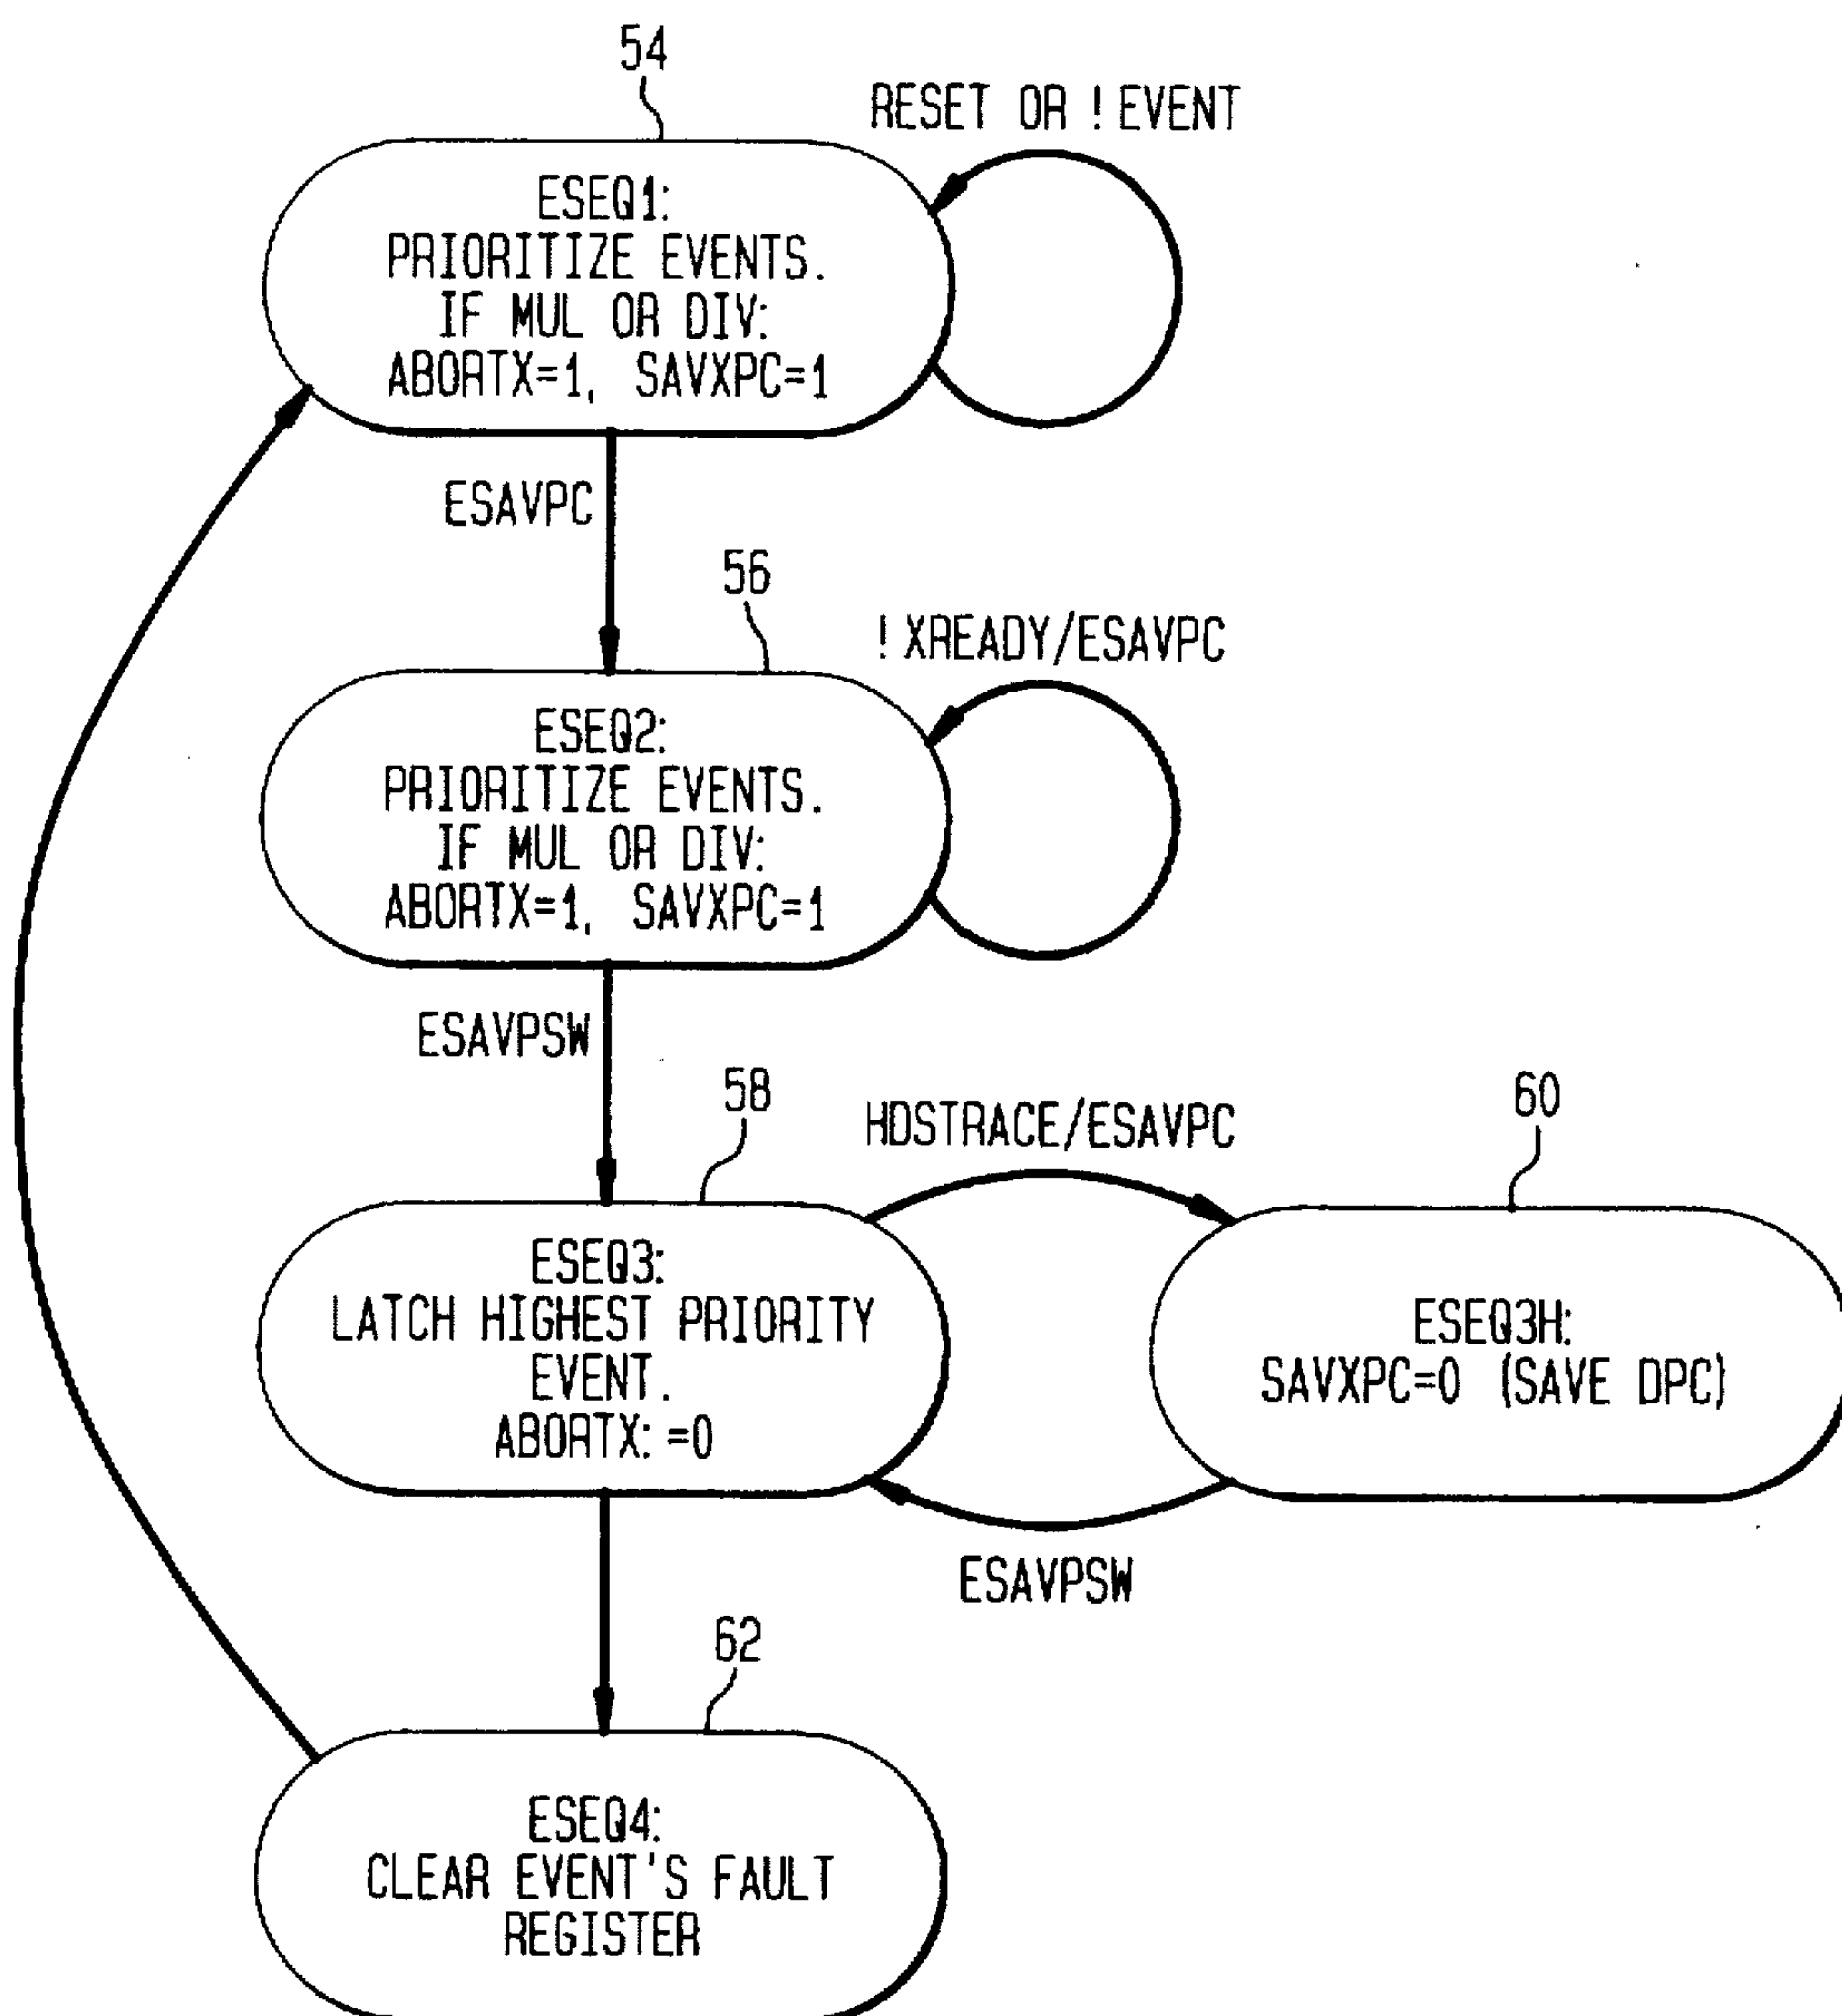 54
RESET OR ! EVENT
ESEQ1:
PRIORITIZE EVENTS.
IF MUL OR DIV:
ABORTX=1, SAVXPC=1
ESAVPC
56
! XREADY/ESAVPC
ESEQ2:
PRIORITIZE EVENTS.
IF MUL OR DIV:
ABORTX=1, SAVXPC=1
ESAVPSW
58
HDSTRACE/ESAVPC
60
ESEQ3:
LATCH HIGHEST PRIORITY
EVENT.
ABORTX: =0
ESEQ3H:
SAVXPC=0 (SAVE DPC)
ESAVPSW
62
ESEQ4:
CLEAR EVENT'S FAULT
REGISTER